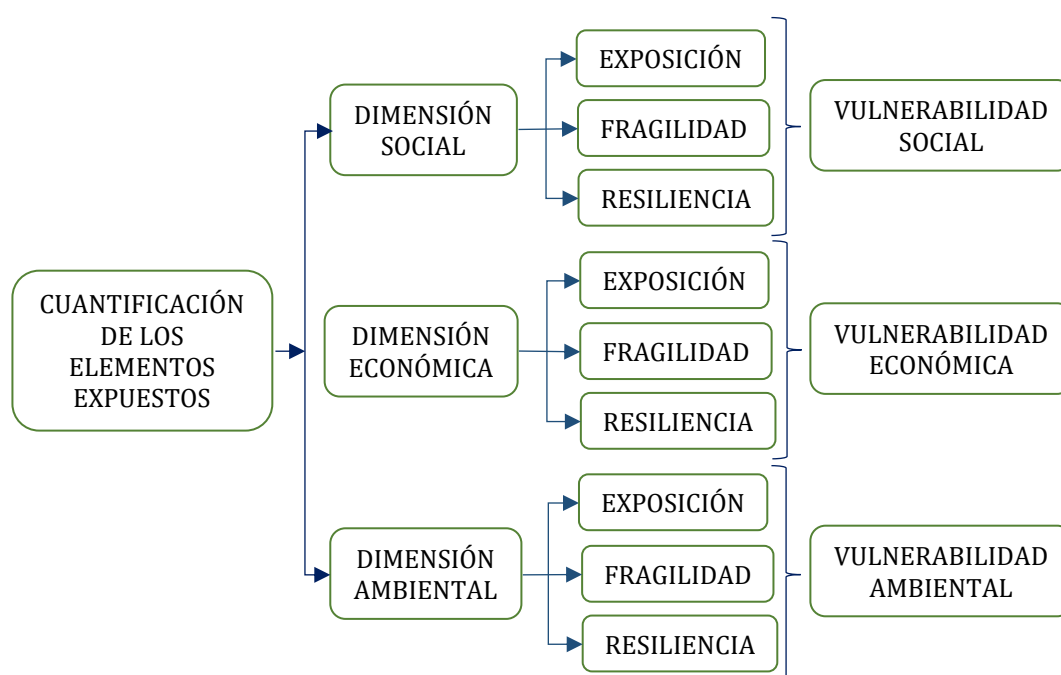 CUANTIFICACIÓN
DE LOS
ELEMENTOS
EXPUESTOS
DIMENSIÓN
SOCIAL
EXPOSICIÓN
FRAGILIDAD
RESILIENCIA
VULNERABILIDAD
SOCIAL
DIMENSIÓN
ECONÓMICA
EXPOSICIÓN
FRAGILIDAD
RESILIENCIA
VULNERABILIDAD
ECONÓMICA
DIMENSIÓN
AMBIENTAL
EXPOSICIÓN
FRAGILIDAD
RESILIENCIA
VULNERABILIDAD
AMBIENTAL